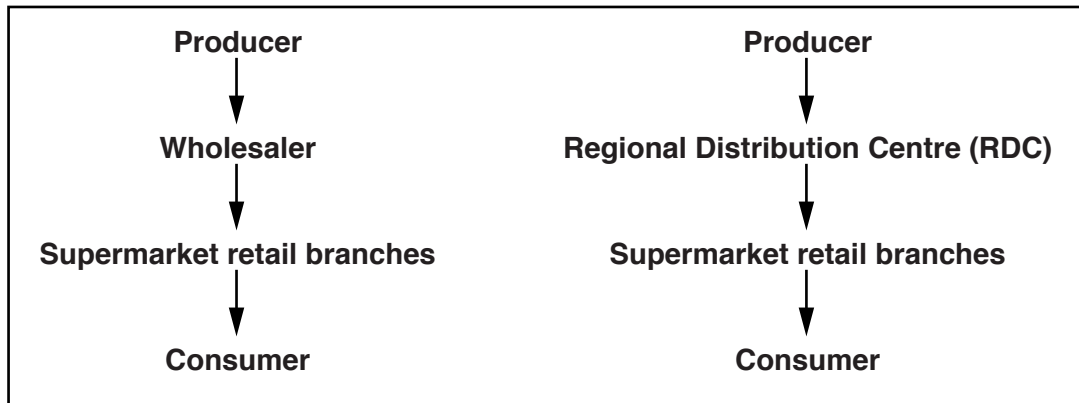 Producer
Wholesaler
Supermarket retail branches
Consumer
Producer
Regional Distribution Centre (RDC)
Supermarket retail branches
Consumer